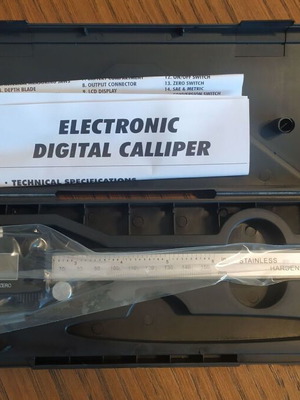 12. ON/OFF SWITCH
8. OUTPUT CONNECTOR
13. ZERO SWITCH
DEPTH BLADE
9. LCD DISPLAY
14. SAE & METRIC
ELECTRONIC
DIGITAL CALLIPER
• TECHNICAL SPECIFICATIONS
STAINLESS
HARDEN
ZERO